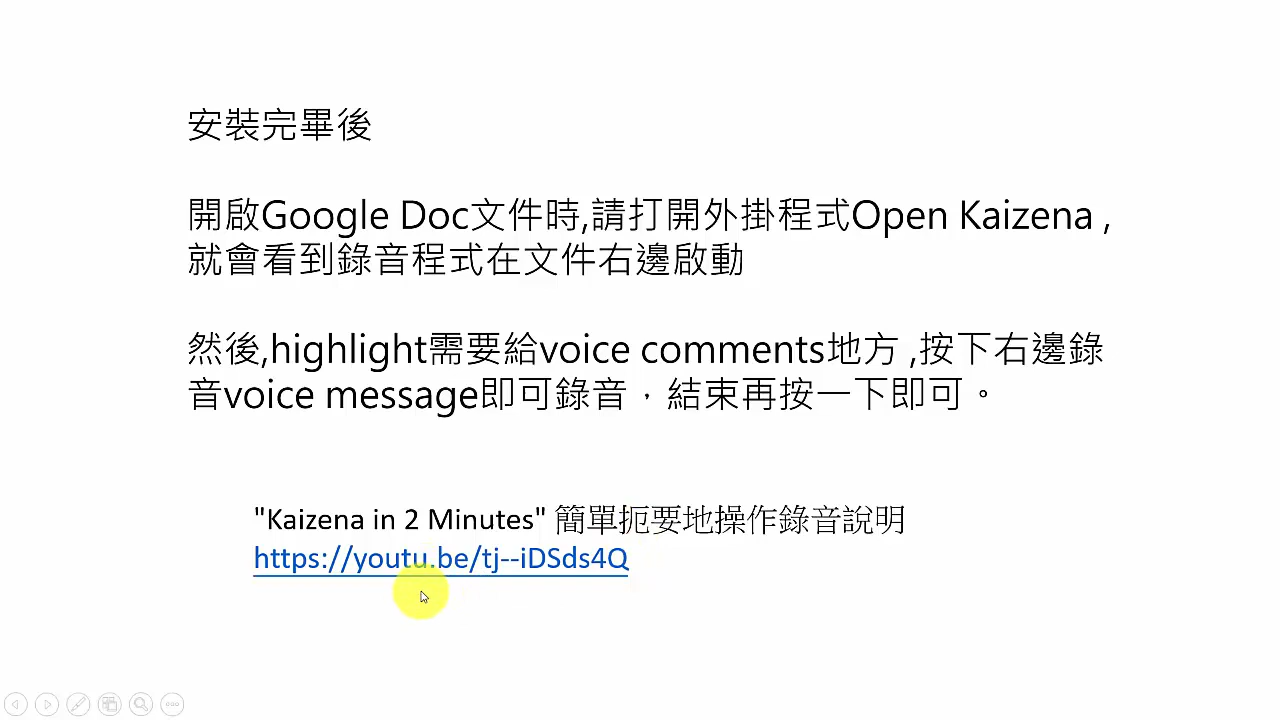 安裝完畢後
開啟Google Doc文件時,請打開外掛程式Open Kaizena ,
就會看到錄音程式在文件右邊啟動
然後,highlight需要給voice comments地方 ,按下右邊錄
音voice message即可錄音，結束再按一下即可。
"Kaizena in 2 Minutes" 簡單扼要地操作錄音說明
https://youtu.be/tj--iDSds4Q